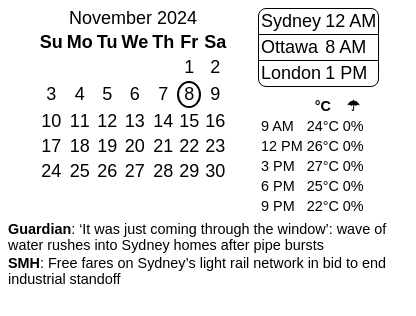 November 2024
Su Mo Tu We Th Fr Sa
1 2
3 4 5 6 7 8 9
10 11 12 13 14 15 16
17 18 19 20 21 22 23
24 25 26 27 28 29 30
Sydney 12 AM
Ottawa 8 AM
London 1 PM
°C ☂
9 AM 24°C 0%
12 PM 26°C 0%
3 PM 27°C 0%
6 PM 25°C 0%
9 PM 22°C 0%
Guardian: ‘It was just coming through the window’: wave of
water rushes into Sydney homes after pipe bursts
SMH: Free fares on Sydney’s light rail network in bid to end
industrial standoff